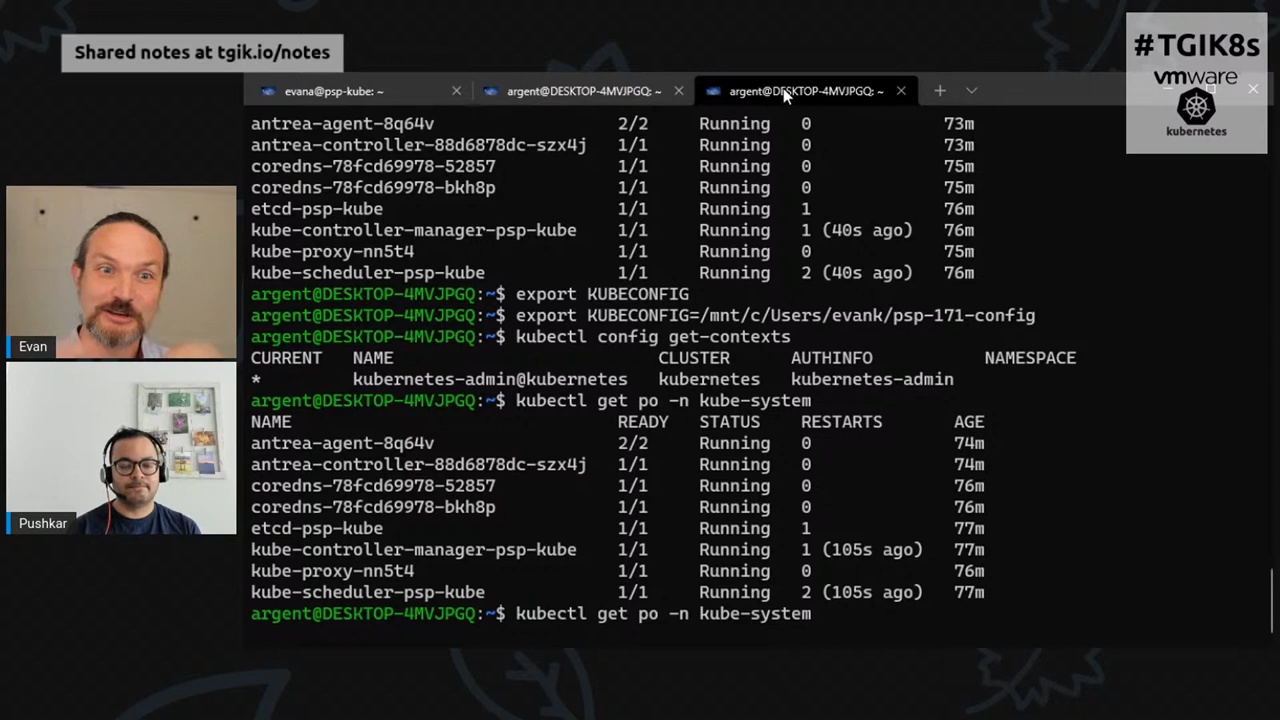 Shared notes at tgik.io/notes
#TGIK8s
vmware
kubernetes
evana@psp-kube: ~
argent@DESKTOP-4MVJPGQ: ~
argent@DESKTOP-4MVJPGQ: ~
antrea-agent-8q64v 2/2 Running 0 73m
antrea-controller-88d6878dc-szx4j 1/1 Running 0 73m
coredns-78fcd69978-52857 1/1 Running 0 75m
coredns-78fcd69978-bkh8p 1/1 Running 0 75m
etcd-psp-kube 1/1 Running 1 76m
kube-controller-manager-psp-kube 1/1 Running 1 (40s ago) 76m
kube-proxy-nn5t4 1/1 Running 0 75m
kube-scheduler-psp-kube 1/1 Running 2 (40s ago) 76m
argent@DESKTOP-4MVJPGQ:~$ export KUBECONFIG
argent@DESKTOP-4MVJPGQ:~$ export KUBECONFIG=/mnt/c/Users/evank/psp-171-config
argent@DESKTOP-4MVJPGQ:~$ kubectl config get-contexts
CURRENT NAME CLUSTER AUTHINFO NAMESPACE
* kubernetes-admin@kubernetes kubernetes kubernetes-admin
argent@DESKTOP-4MVJPGQ:~$ kubectl get po -n kube-system
NAME READY STATUS RESTARTS AGE
antrea-agent-8q64v 2/2 Running 0 74m
antrea-controller-88d6878dc-szx4j 1/1 Running 0 74m
coredns-78fcd69978-52857 1/1 Running 0 76m
coredns-78fcd69978-bkh8p 1/1 Running 0 76m
etcd-psp-kube 1/1 Running 1 77m
kube-controller-manager-psp-kube 1/1 Running 1 (105s ago) 77m
kube-proxy-nn5t4 1/1 Running 0 76m
kube-scheduler-psp-kube 1/1 Running 2 (105s ago) 77m
argent@DESKTOP-4MVJPGQ:~$ kubectl get po -n kube-system
Evan
Pushkar